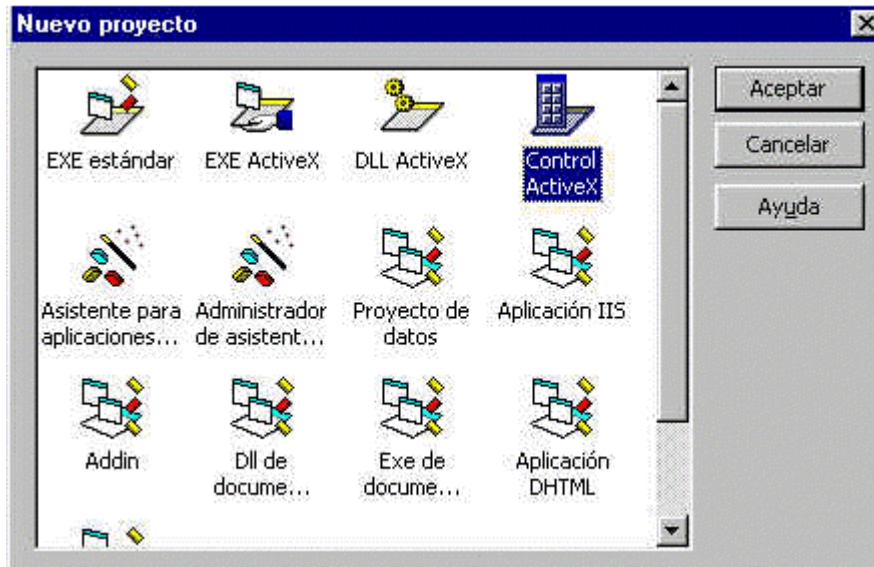 Nuevo proyecto
EXE estándar
EXE ActiveX
DLL ActiveX
Control
ActiveX
Aceptar
Cancelar
Ayuda
Asistente para
aplicaciones...
Administrador
de asistent...
Proyecto de
datos
Aplicación IIS
Addin
Dll de
docume...
Exe de
docume...
Aplicación
DHTML